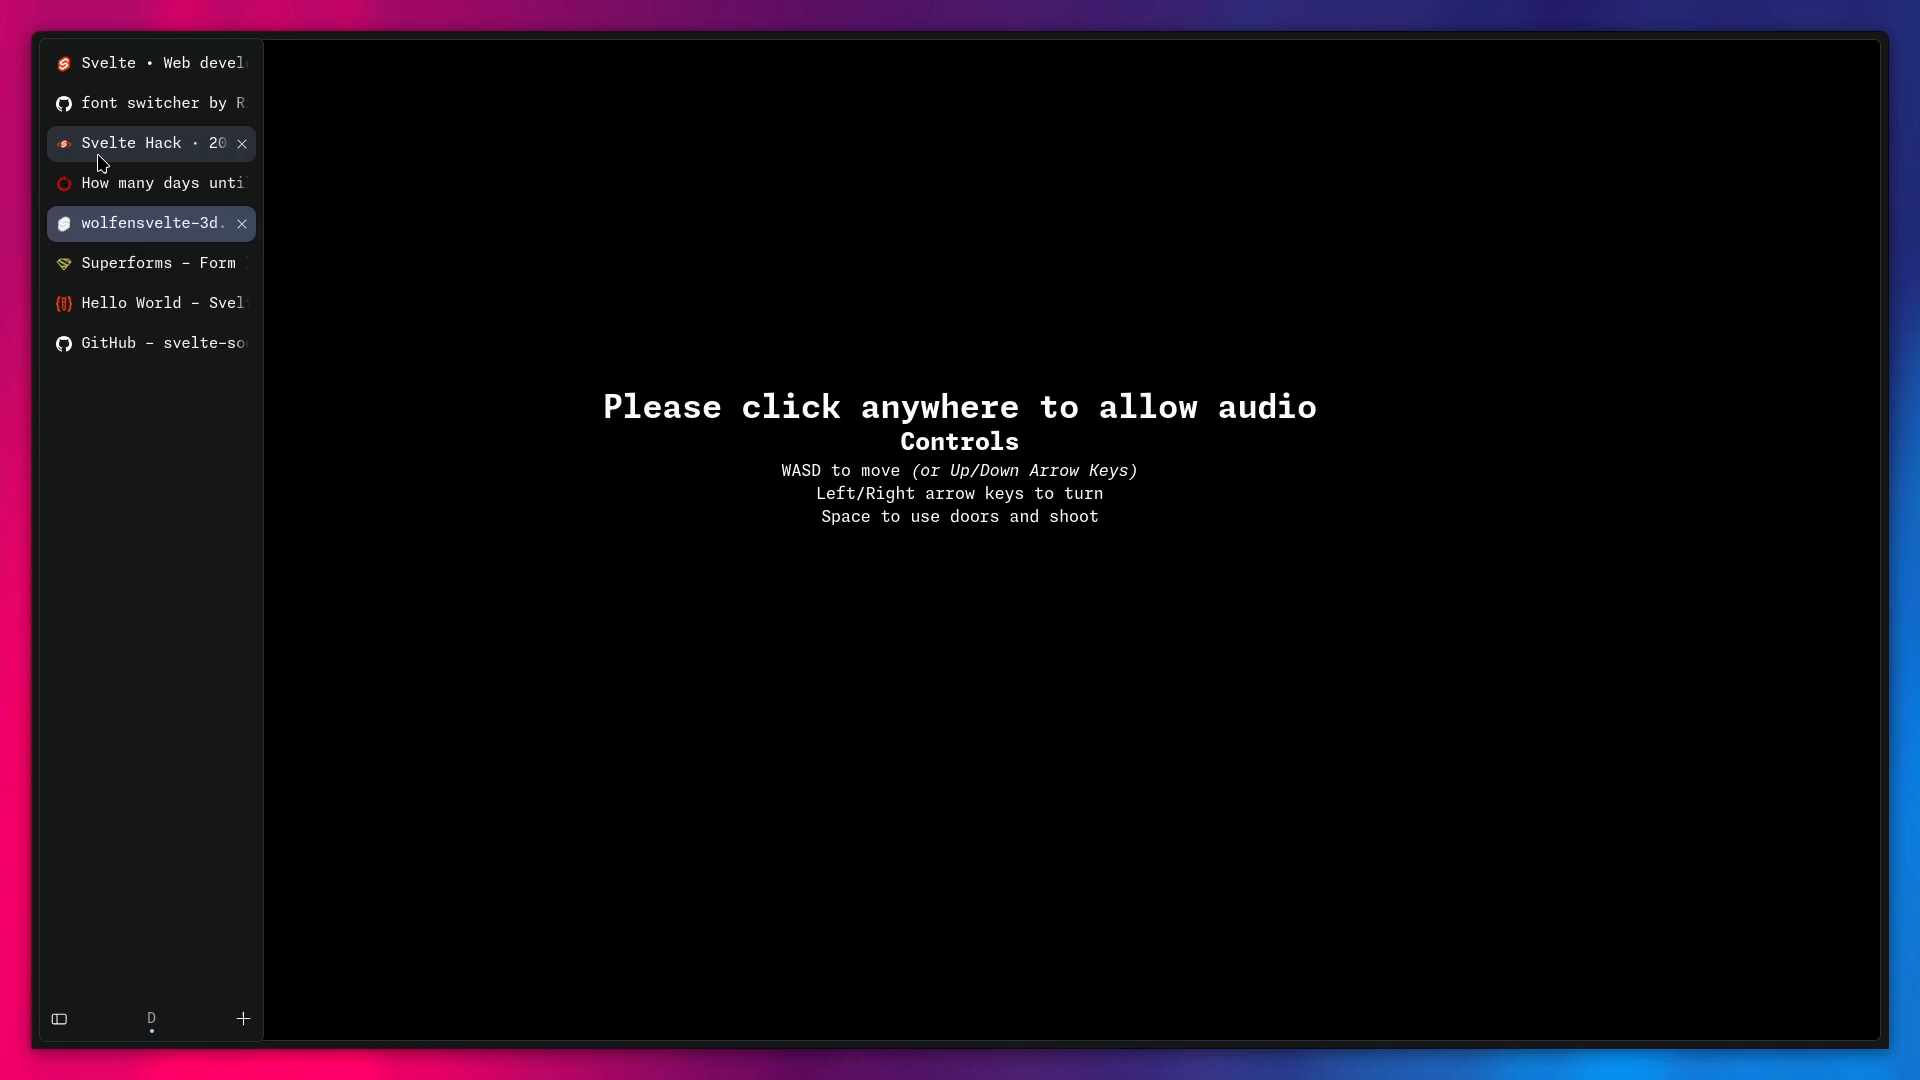 Svelte • Web devel
font switcher by R
Svelte Hack · 20
How many days unti
wolfensvelte-3d.
Superforms - Form
Hello World - Svel
GitHub - svelte-so
Please click anywhere to allow audio
Controls
WASD to move (or Up/Down Arrow Keys)
Left/Right arrow keys to turn
Space to use doors and shoot
D